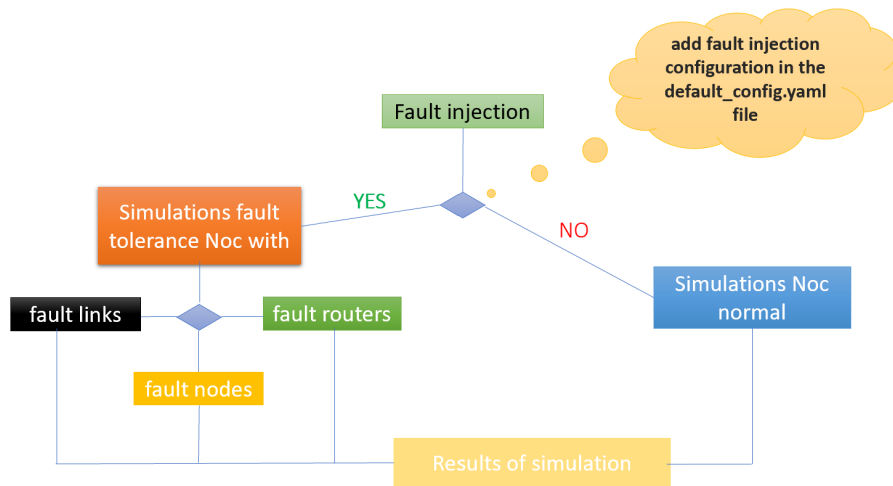 add fault injection
configuration in the
default_config.yaml
file
Fault injection
YES
NO
Simulations fault
tolerance Noc with
Simulations Noc
normal
fault links
fault routers
fault nodes
Results of simulation